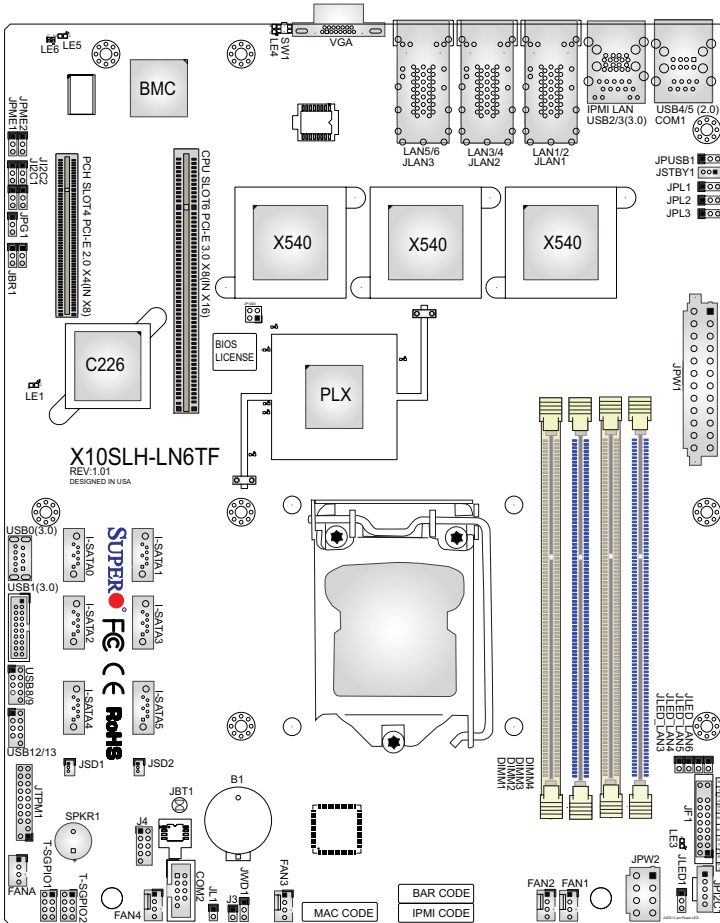 LE6
LE5
LE4
SW1
VGA
BMC
LAN5/6
JLAN3
LAN3/4
JLAN2
LAN1/2
JLAN1
IPMI LAN
USB2/3(3.0)
USB4/5 (2.0)
COM1
JPME1
JPME2
JI2C1
JI2C2
JPG1
JBR1
PCH SLOT4 PCI-E 2.0 X4(IN X8)
CPU SLOT6 PCI-E 3.0 X8(IN X16)
JPUSB1
JSTBY1
JPL1
JPL2
JPL3
X540
X540
X540
BIOS
LICENSE
C226
PLX
LE1
JPW1
X10SLH-LN6TF
REV:1.01
DESIGNED IN USA
USB0(3.0)
I-SATA0
I-SATA1
USB1(3.0)
I-SATA2
I-SATA3
USB8/9
I-SATA4
I-SATA5
USB12/13
SUPER
FC
CE
RoHS
JSD1
JSD2
JTPM1
SPKR1
J4
JBT1
B1
DIMM1
DIMM2
DIMM3
DIMM4
JLED_LAN3
JLED_LAN4
JLED_LAN5
JLED_LAN6
JF1
LE3
FANA
T-SGPIO1
T-SGPIO2
FAN4
COM2
JL1
J3
JWD1
FAN3
MAC CODE
BAR CODE
IPMI CODE
FAN2
FAN1
JPW2
JLED1